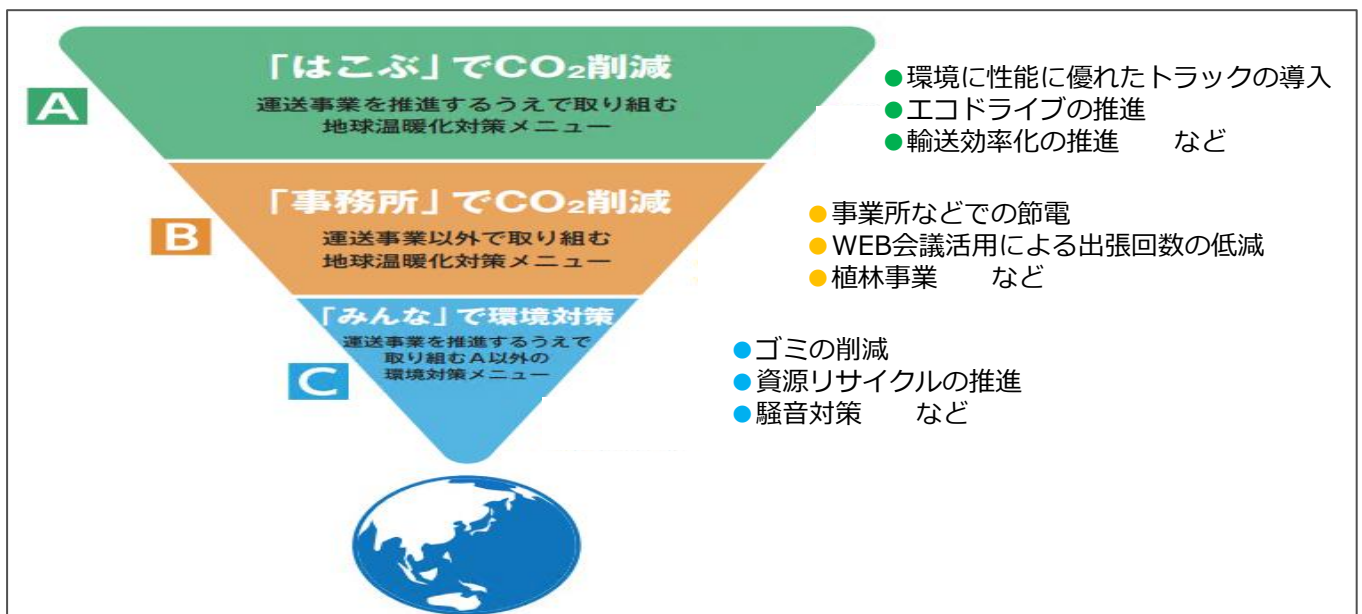 「はこぶ」でCO₂削減
A
運送事業を推進するうえで取り組む
地球温暖化対策メニュー
●環境に性能に優れたトラックの導入
●エコドライブの推進
●輸送効率化の推進　　など
「事務所」でCO₂削減
B
運送事業以外で取り組む
地球温暖化対策メニュー
●事業所などでの節電
●WEB会議活用による出張回数の低減
●植林事業　　など
「みんな」で環境対策
C
運送事業を推進するうえで
取り組むA以外の
環境対策メニュー
●ゴミの削減
●資源リサイクルの推進
●騒音対策　　など